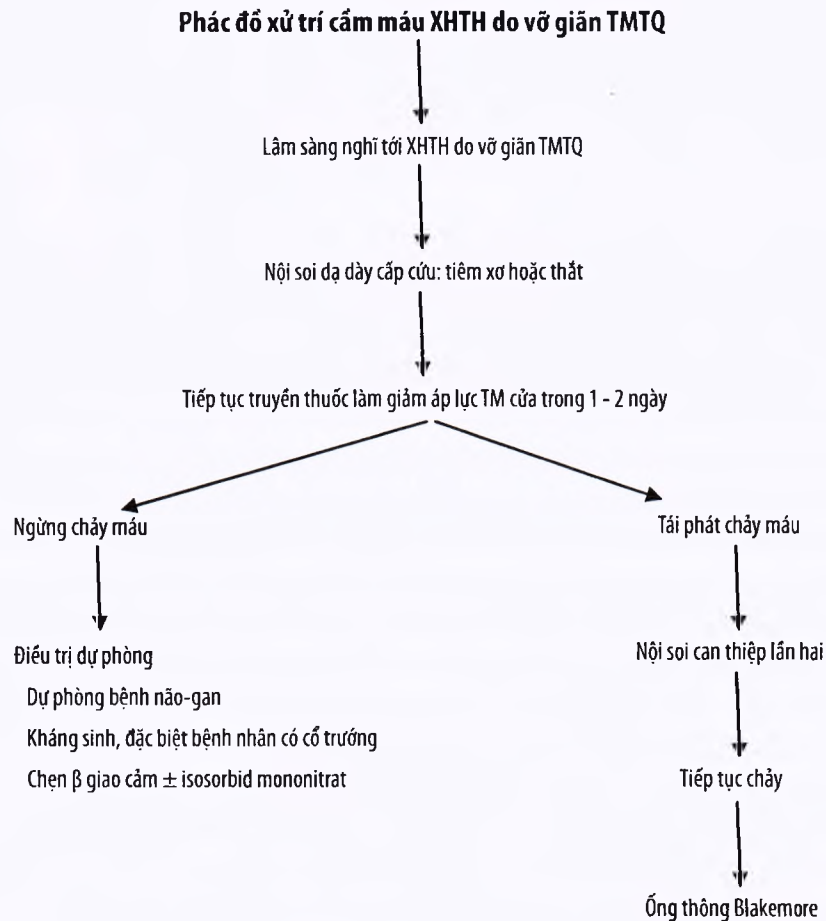 Phác đồ xử trí cầm máu XHTH do vỡ giãn TMTQ
Lâm sàng nghĩ tới XHTH do vỡ giãn TMTQ
Nội soi dạ dày cấp cứu: tiêm xơ hoặc thắt
Tiếp tục truyền thuốc làm giảm áp lực TM cửa trong 1 - 2 ngày
Ngừng chảy máu
Điều trị dự phòng
Dự phòng bệnh não-gan
Kháng sinh, đặc biệt bệnh nhân có cổ trướng
Chẹn β giao cảm ± isosorbid mononitrat
Tái phát chảy máu
Nội soi can thiệp lần hai
Tiếp tục chảy
Ống thông Blakemore